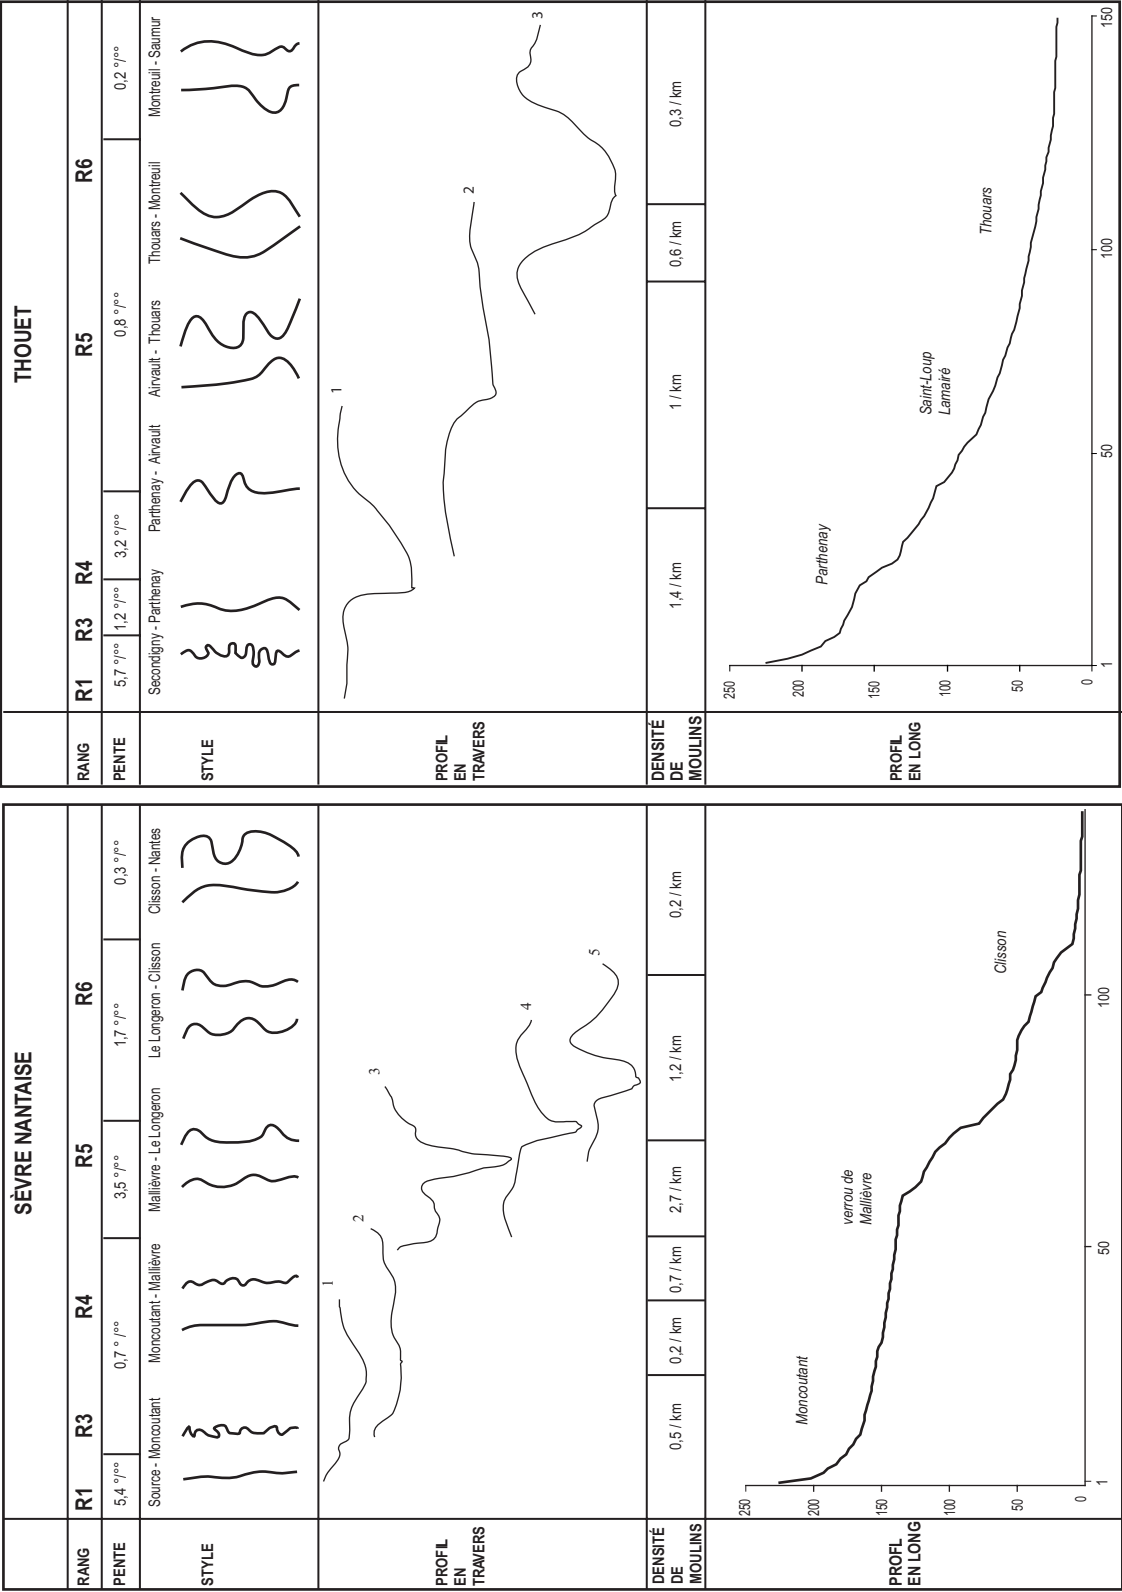 SÈVRE NANTAISE
RANG R1 R3 R4 R5 R6
PENTE 5,4 °/°° 0,7 °/°° 3,5 °/°° 1,7 °/°° 0,3 °/°°
STYLE Source - Moncoutant Moncoutant - Mallièvre Mallièvre - Le Longeron Le Longeron - Clisson Clisson - Nantes
PROFIL
EN
TRAVERS
1
2
3
4
5
DENSITÉ
DE
MOULINS
0,5 / km 0,2 / km 0,7 / km 2,7 / km 1,2 / km 0,2 / km
PROFL
EN LONG
250
200
150
100
50
0
Moncoutant
verrou de
Mallièvre
Clisson
1 50 100
THOUET
RANG R1 R3 R4 R5 R6
PENTE 5,7 °/°° 1,2 °/°° 3,2 °/°° 0,8 °/°° 0,2 °/°°
STYLE Secondigny - Parthenay Parthenay - Airvault Airvault - Thouars Thouars - Montreuil Montreuil - Saumur
PROFIL
EN
TRAVERS
1
2
3
DENSITÉ
DE
MOULINS
1,4 / km 1 / km 0,6 / km 0,3 / km
PROFIL
EN LONG
250
200
150
100
50
0
Parthenay
Saint-Loup
Lamairé
Thouars
1 50 100 150